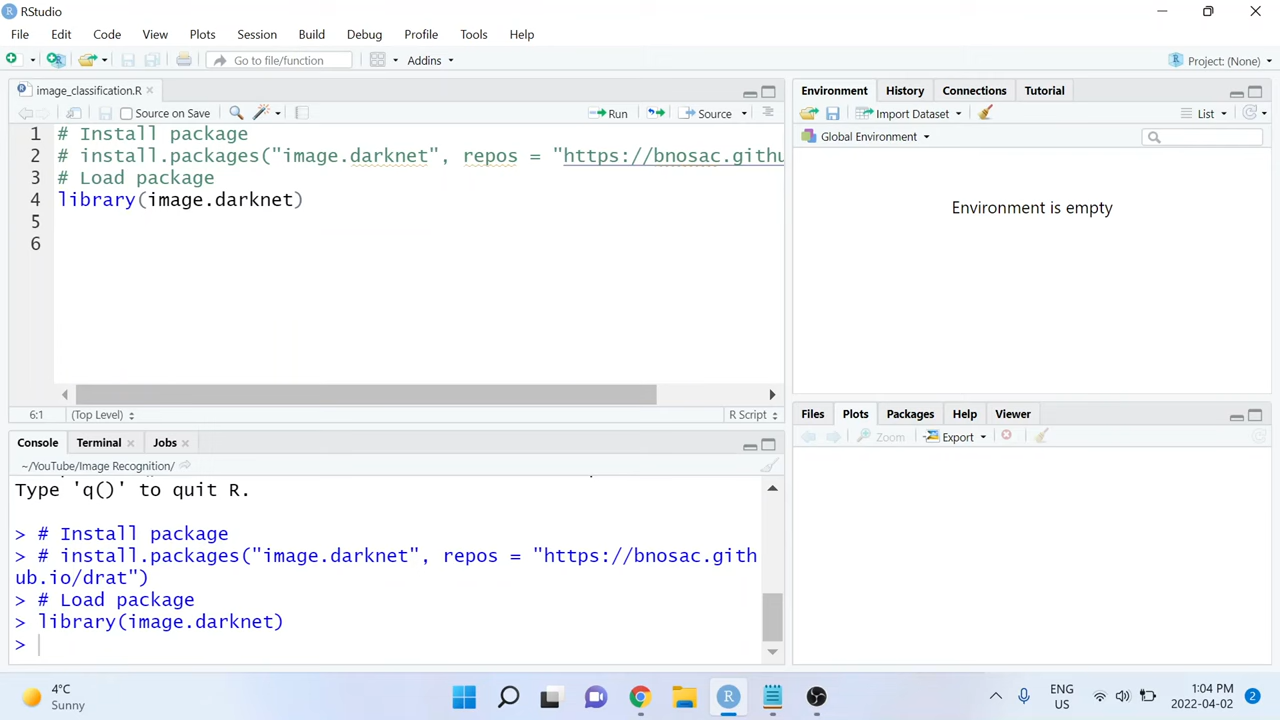 RStudio
File Edit Code View Plots Session Build Debug Profile Tools Help
Go to file/function Addins Project: (None)
image_classification.R
Source on Save Run Source
1 # Install package
2 # install.packages("image.darknet", repos = "https://bnosac.githu
3 # Load package
4 library(image.darknet)
5
6
6:1 (Top Level) R Script
Console Terminal Jobs
~/YouTube/Image Recognition/
Type 'q()' to quit R.
> # Install package
> # install.packages("image.darknet", repos = "https://bnosac.gith
ub.io/drat")
> # Load package
> library(image.darknet)
>
Environment History Connections Tutorial
Import Dataset List
Global Environment
Environment is empty
Files Plots Packages Help Viewer
Zoom Export
4°C
Sunny
ENG
US
1:04 PM
2022-04-02
2